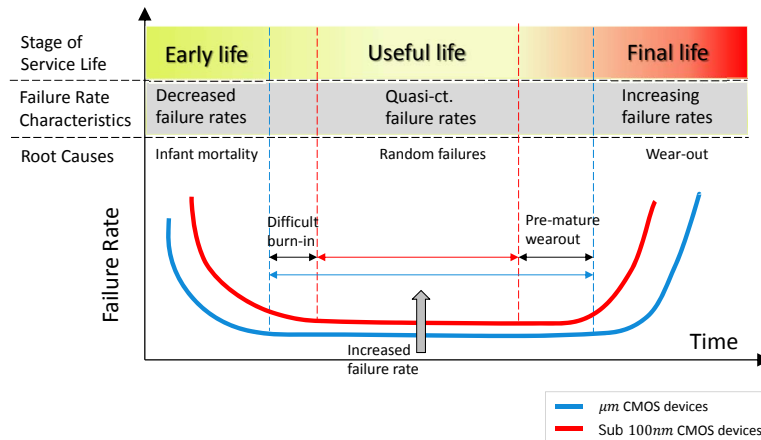 Stage of
Service Life
Early life
Useful life
Final life
Failure Rate
Characteristics
Decreased
failure rates
Quasi-ct.
failure rates
Increasing
failure rates
Root Causes
Infant mortality
Random failures
Wear-out
Failure Rate
Difficult
burn-in
Pre-mature
wearout
Increased
failure rate
Time
μm CMOS devices
Sub 100nm CMOS devices